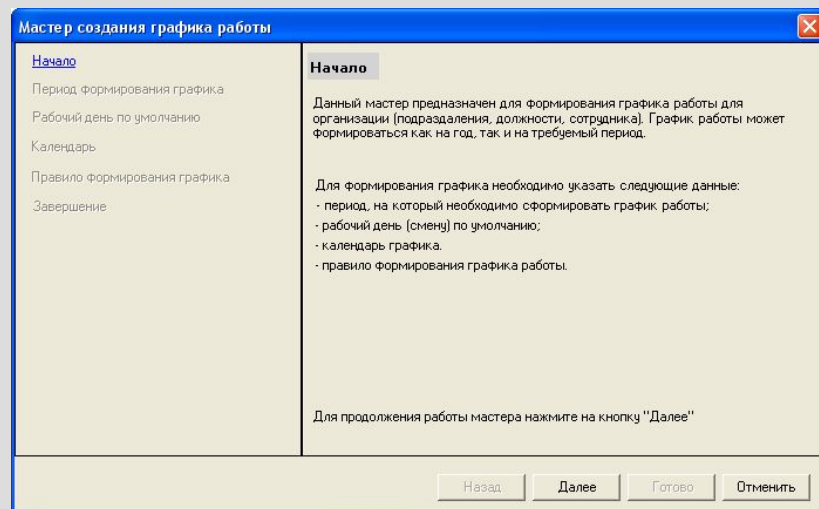 Мастер создания графика работы
Начало
Период формирования графика
Рабочий день по умолчанию
Календарь
Правило формирования графика
Завершение
Начало
Данный мастер предназначен для формирования графика работы для
организации (подраздаления, должности, сотрудника). График работы может
формироваться как на год, так и на требуемый период.
Для формирования графика необходимо указать следующие данные:
- период, на который необходимо сформировать график работы;
- рабочий день (смену) по умолчанию;
- календарь графика.
- правило формирования графика работы.
Для продолжения работы мастера нажмите на кнопку "Далее"
Назад Далее Готово Отменить